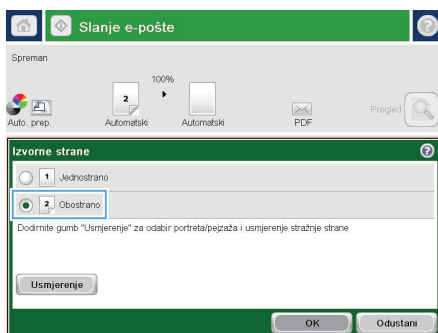 Slanje e-pošte
Spreman
100%
2
Auto. prep.
Automatski
Automatski
PDF
Pregled
Izvorne strane
1 Jednostrano
2 Obostrano
Dodirnite gumb "Usmjerenje" za odabir portreta/pejzaža i usmjerenje stražnje strane
Usmjerenje
OK
Odustani